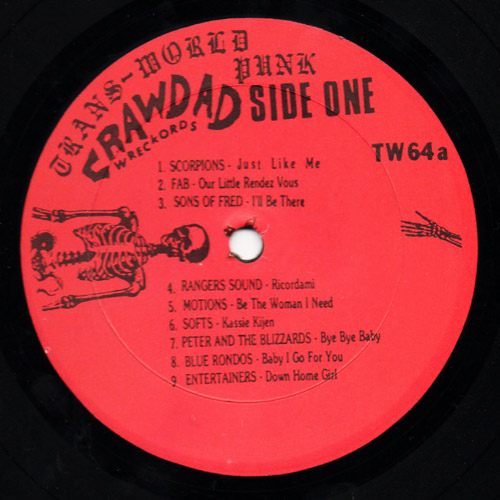 TRANS-WORLD PUNK
CRAWDAD
WRECKORDS
SIDE ONE
TW64a
1. SCORPIONS - Just Like Me
2. FAB - Our Little Rendez Vous
3. SONS OF FRED - I'll Be There
4. RANGERS SOUND - Ricordami
5. MOTIONS - Be The Woman I Need
6. SOFTS - Kassie Kijen
7. PETER AND THE BLIZZARDS - Bye Bye Baby
8. BLUE RONDOS - Baby I Go For You
9. ENTERTAINERS - Down Home Girl